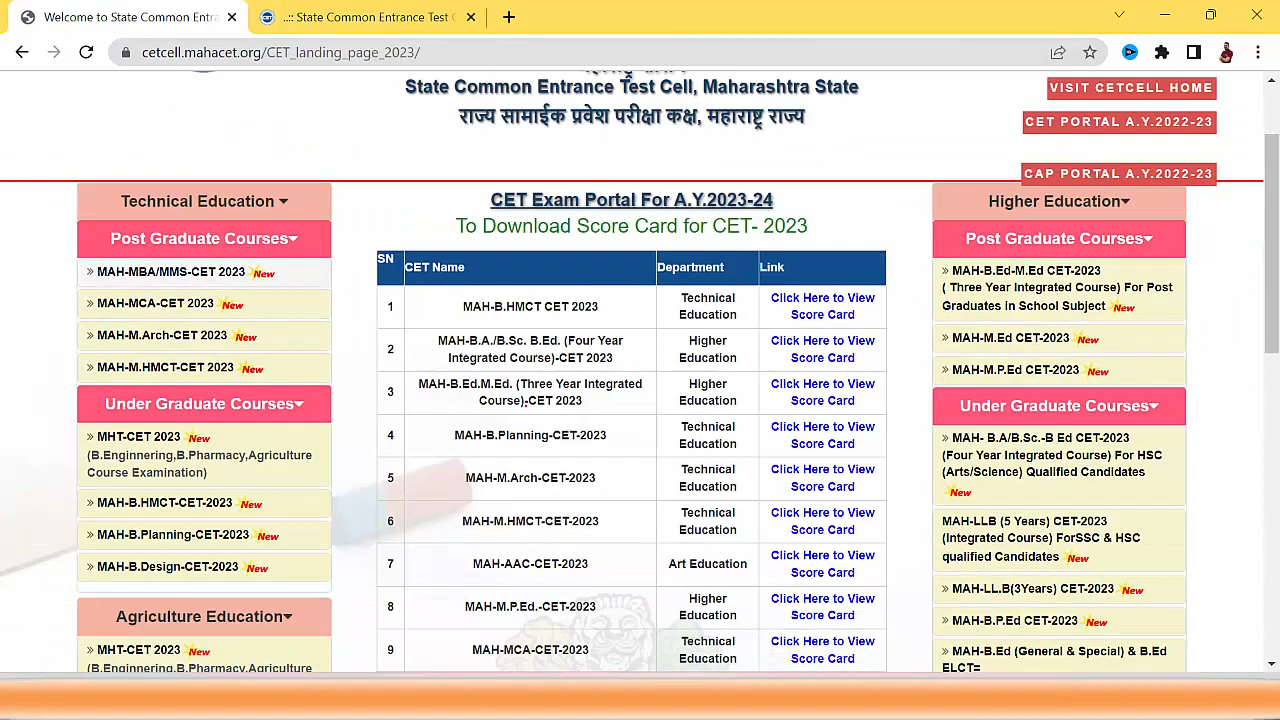 Welcome to State Common Entra
..:: State Common Entrance Test C
cetcell.mahacet.org/CET_landing_page_2023/
State Common Entrance Test Cell, Maharashtra State
राज्य सामाईक प्रवेश परीक्षा कक्ष, महाराष्ट्र राज्य
VISIT CETCELL HOME
CET PORTAL A.Y.2022-23
CAP PORTAL A.Y.2022-23
Technical Education
Post Graduate Courses
» MAH-MBA/MMS-CET 2023 New
» MAH-MCA-CET 2023 New
» MAH-M.Arch-CET 2023 New
» MAH-M.HMCT-CET 2023 New
Under Graduate Courses
» MHT-CET 2023 New
(B.Enginnering,B.Pharmacy,Agriculture
Course Examination)
» MAH-B.HMCT-CET-2023 New
» MAH-B.Planning-CET-2023 New
» MAH-B.Design-CET-2023 New
Agriculture Education
» MHT-CET 2023 New
(B.Enginnering,B.Pharmacy,Agriculture
CET Exam Portal For A.Y.2023-24
To Download Score Card for CET- 2023
SN CET Name Department Link
1 MAH-B.HMCT CET 2023 Technical Education Click Here to View Score Card
2 MAH-B.A./B.Sc. B.Ed. (Four Year Integrated Course)-CET 2023 Higher Education Click Here to View Score Card
3 MAH-B.Ed.M.Ed. (Three Year Integrated Course)-CET 2023 Higher Education Click Here to View Score Card
4 MAH-B.Planning-CET-2023 Technical Education Click Here to View Score Card
5 MAH-M.Arch-CET-2023 Technical Education Click Here to View Score Card
6 MAH-M.HMCT-CET-2023 Technical Education Click Here to View Score Card
7 MAH-AAC-CET-2023 Art Education Click Here to View Score Card
8 MAH-M.P.Ed.-CET-2023 Higher Education Click Here to View Score Card
9 MAH-MCA-CET-2023 Technical Education Click Here to View Score Card
Higher Education
Post Graduate Courses
» MAH-B.Ed-M.Ed CET-2023
( Three Year Integrated Course) For Post
Graduates in School Subject New
» MAH-M.Ed CET-2023 New
» MAH-M.P.Ed CET-2023 New
Under Graduate Courses
» MAH- B.A/B.Sc.-B Ed CET-2023
(Four Year Integrated Course) For HSC
(Arts/Science) Qualified Candidates
New
MAH-LLB (5 Years) CET-2023
(Integrated Course) ForSSC & HSC
qualified Candidates New
» MAH-LL.B(3Years) CET-2023 New
» MAH-B.P.Ed CET-2023 New
» MAH-B.Ed (General & Special) & B.Ed
ELCT=